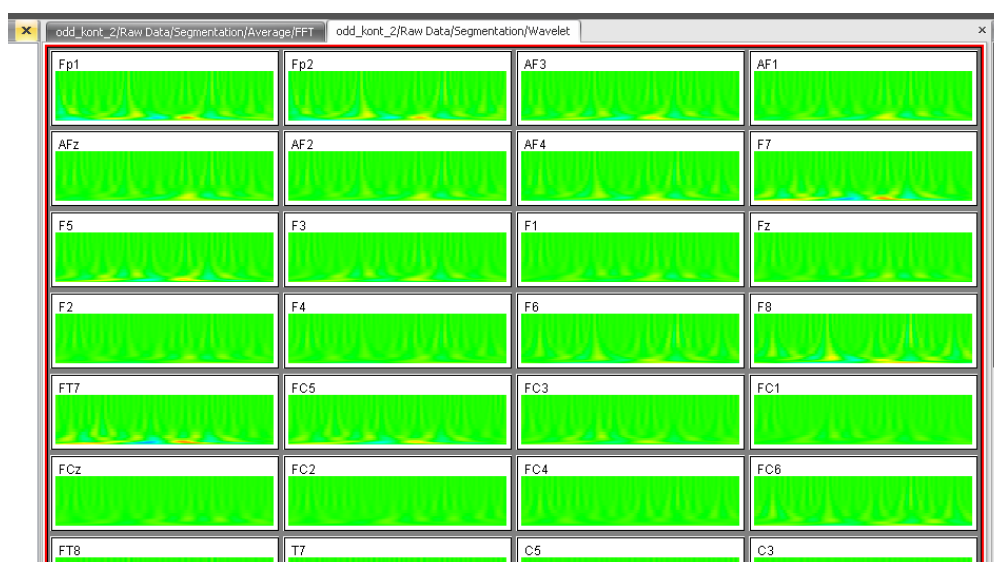 odd_kont_2/Raw Data/Segmentation/Average/FFT odd_kont_2/Raw Data/Segmentation/Wavelet
Fp1 Fp2 AF3 AF1
AFz AF2 AF4 F7
F5 F3 F1 Fz
F2 F4 F6 F8
FT7 FC5 FC3 FC1
FCz FC2 FC4 FC6
FT8 T7 C5 C3